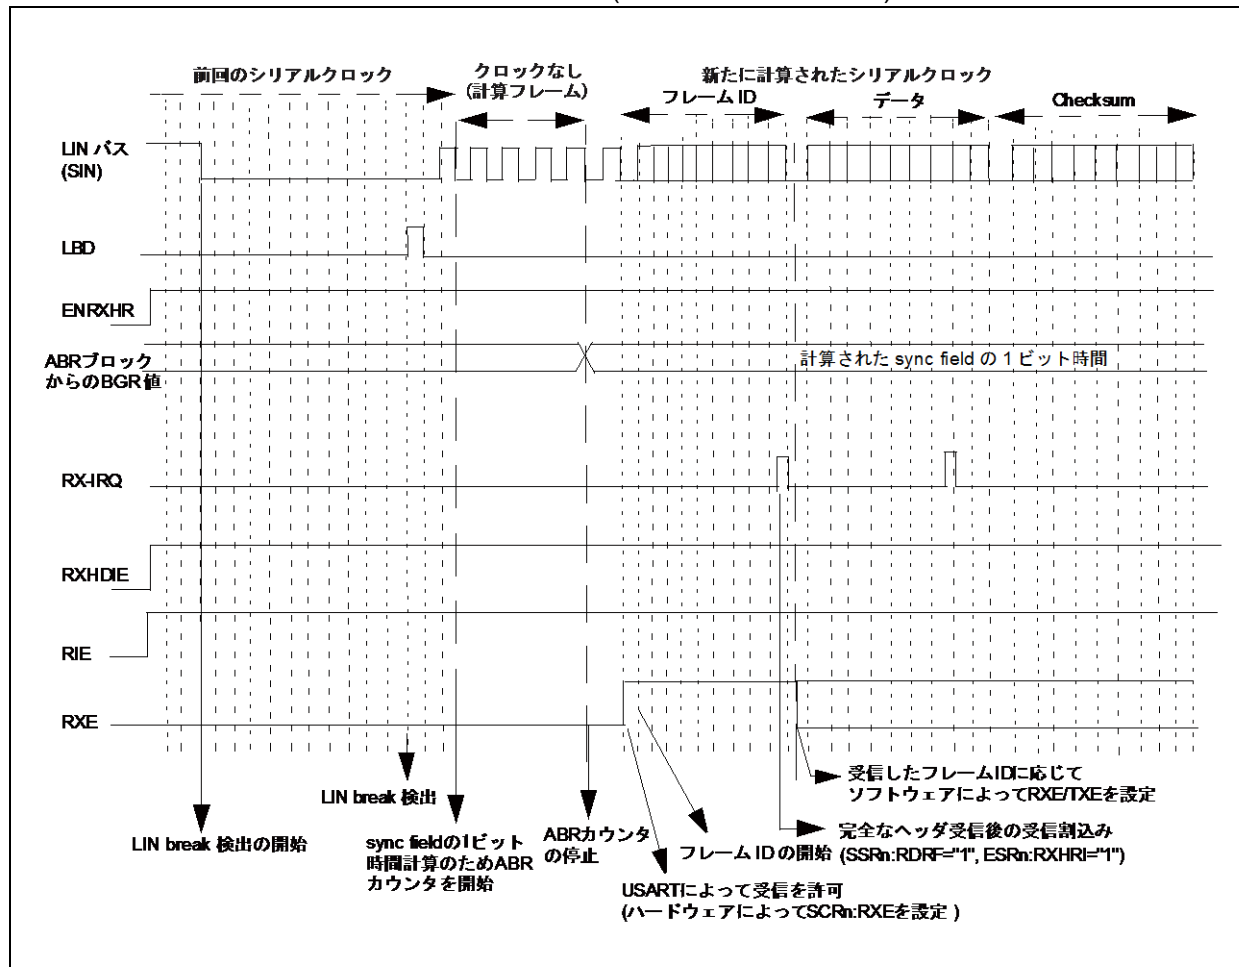 前回のシリアルクロック
クロックなし
(計算フレーム)
新たに計算されたシリアルクロック
フレーム ID
データ
Checksum
LIN バス
(SIN)
LBD
ENRXHR
ABRブロック
からのBGR値
計算された sync field の 1 ビット時間
RX-IRQ
RXHDIE
RIE
RXE
LIN break 検出の開始
LIN break 検出
sync fieldの1ビット
時間計算のためABR
カウンタを開始
ABRカウンタ
の停止
USARTによって受信を許可
(ハードウェアによってSCRn:RXEを設定 )
フレーム ID の開始
完全なヘッダ受信後の受信割込み
(SSRn:RDRF="1", ESRn:RXHRI="1")
受信したフレームIDに応じて
ソフトウェアによってRXE/TXEを設定